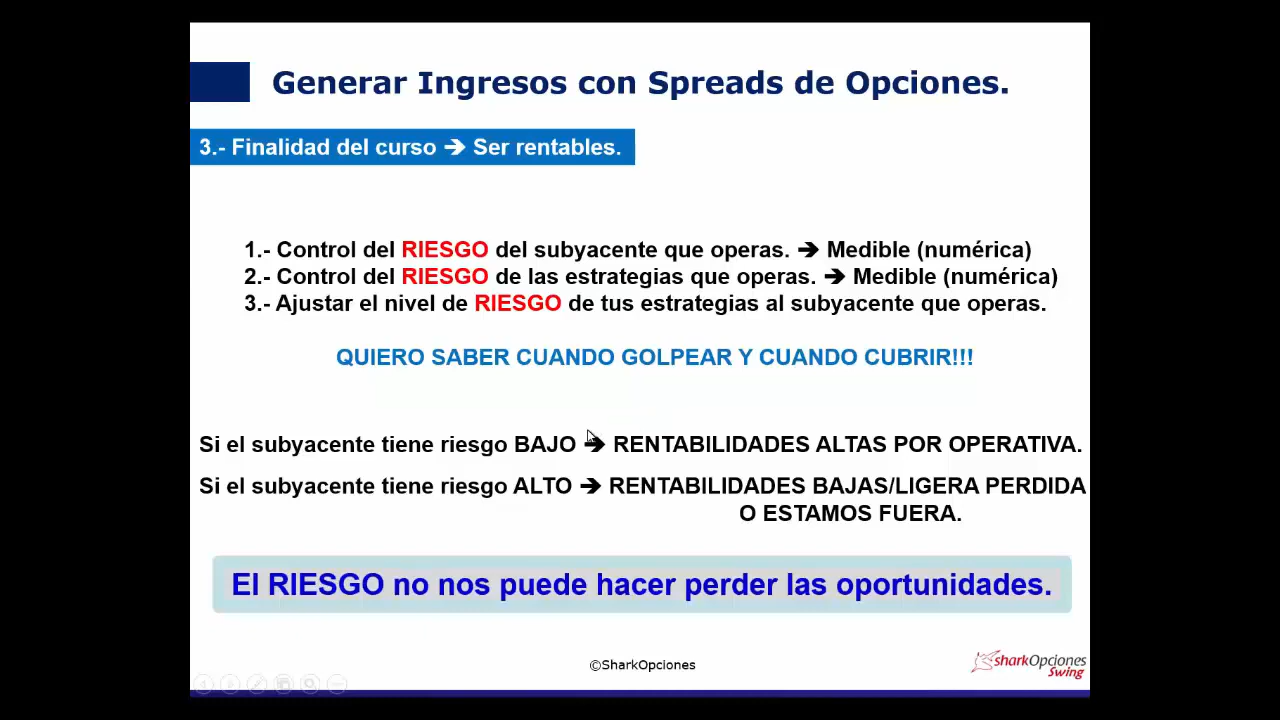 Generar Ingresos con Spreads de Opciones.
3.- Finalidad del curso ➔ Ser rentables.
1.- Control del RIESGO del subyacente que operas. ➔ Medible (numérica)
2.- Control del RIESGO de las estrategias que operas. ➔ Medible (numérica)
3.- Ajustar el nivel de RIESGO de tus estrategias al subyacente que operas.
QUIERO SABER CUANDO GOLPEAR Y CUANDO CUBRIR!!!
Si el subyacente tiene riesgo BAJO ➔ RENTABILIDADES ALTAS POR OPERATIVA.
Si el subyacente tiene riesgo ALTO ➔ RENTABILIDADES BAJAS/LIGERA PERDIDA
O ESTAMOS FUERA.
El RIESGO no nos puede hacer perder las oportunidades.
©SharkOpciones
sharkOpciones
Swing